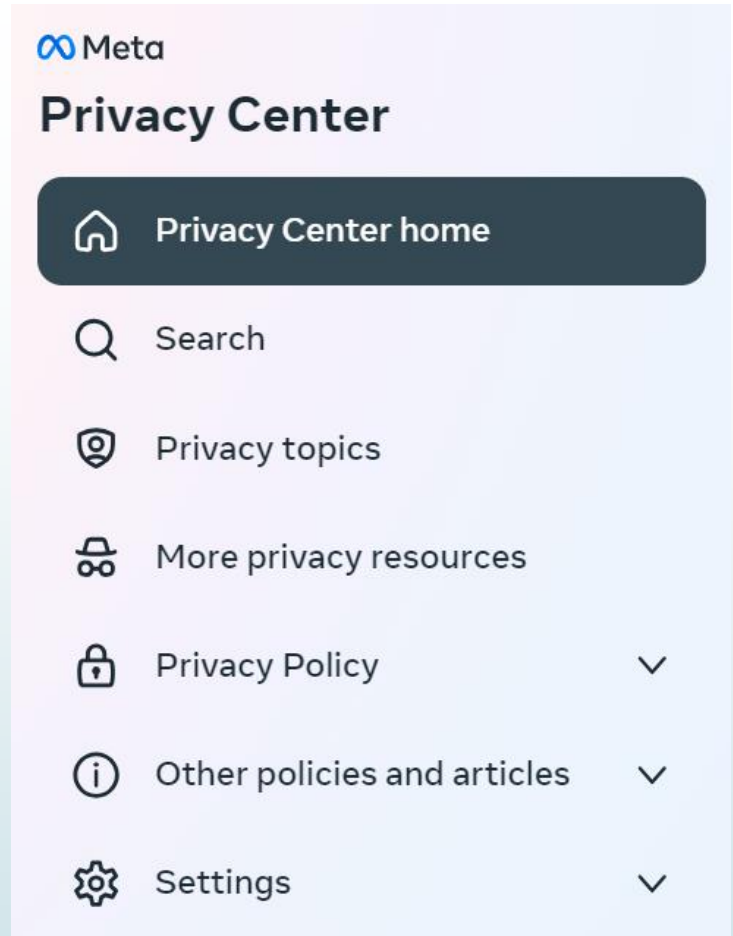 Meta
Privacy Center
Privacy Center home
Search
Privacy topics
More privacy resources
Privacy Policy
Other policies and articles
Settings